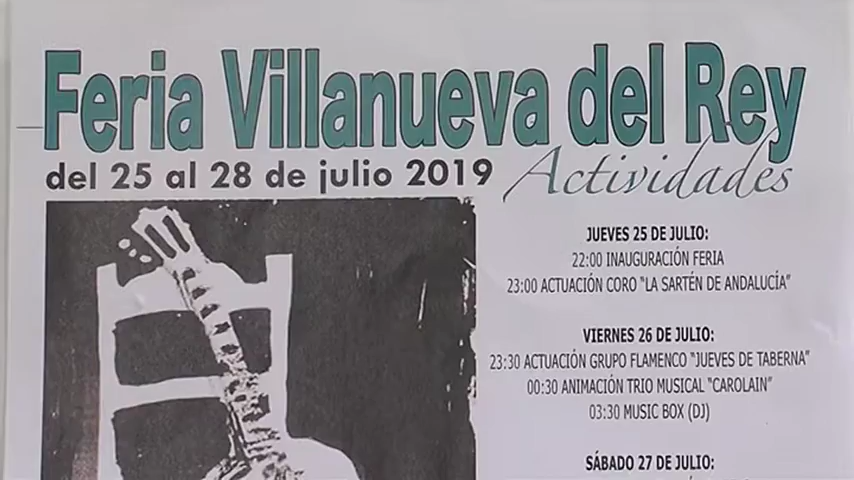 Feria Villanueva del Rey
del 25 al 28 de julio 2019
Actividades
JUEVES 25 DE JULIO:
22:00 INAUGURACIÓN FERIA
23:00 ACTUACIÓN CORO "LA SARTÉN DE ANDALUCÍA"
VIERNES 26 DE JULIO:
23:30 ACTUACIÓN GRUPO FLAMENCO "JUEVES DE TABERNA"
00:30 ANIMACIÓN TRIO MUSICAL "CAROLAIN"
03:30 MUSIC BOX (DJ)
SÁBADO 27 DE JULIO: